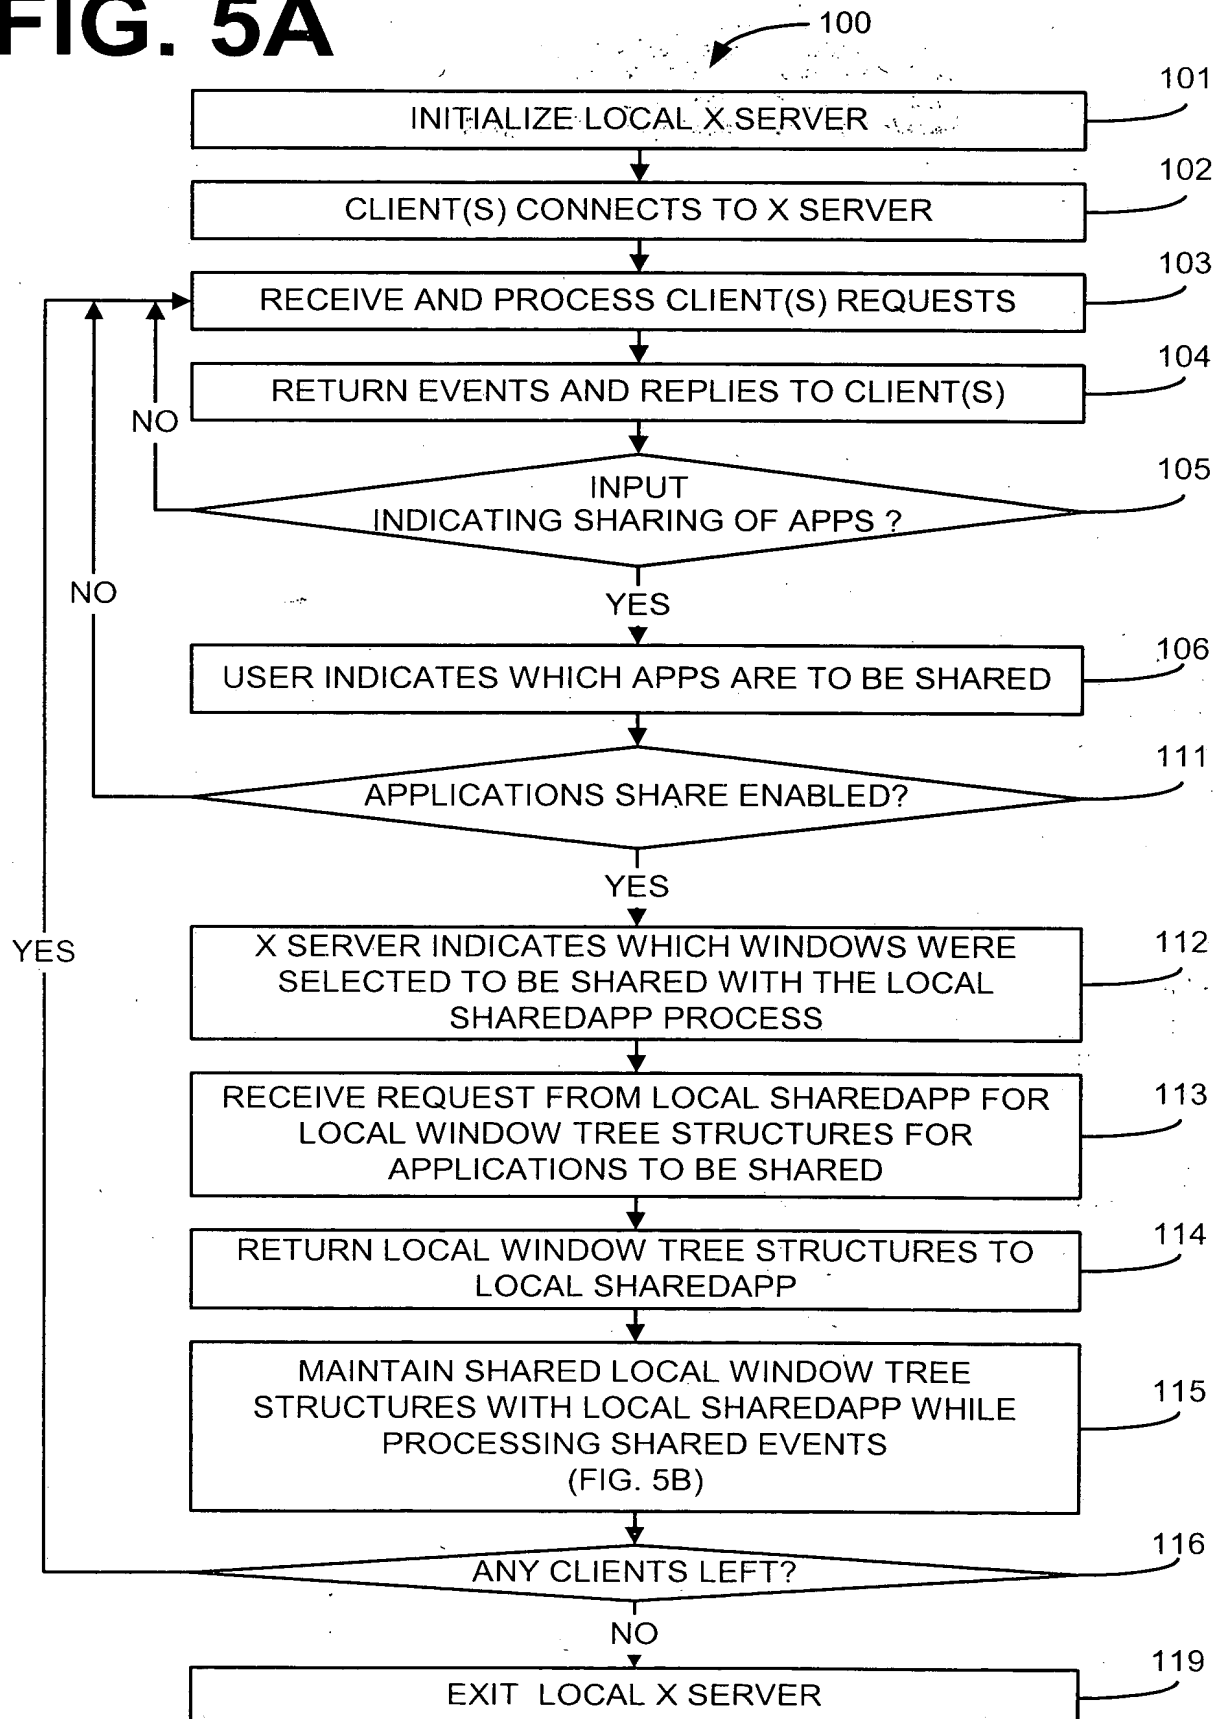 FIG. 5A
100
INITIALIZE LOCAL X SERVER
101
CLIENT(S) CONNECTS TO X SERVER
102
RECEIVE AND PROCESS CLIENT(S) REQUESTS
103
RETURN EVENTS AND REPLIES TO CLIENT(S)
104
NO
INPUT
INDICATING SHARING OF APPS ?
105
NO
YES
USER INDICATES WHICH APPS ARE TO BE SHARED
106
APPLICATIONS SHARE ENABLED?
111
YES
YES
X SERVER INDICATES WHICH WINDOWS WERE
SELECTED TO BE SHARED WITH THE LOCAL
SHAREDAPP PROCESS
112
RECEIVE REQUEST FROM LOCAL SHAREDAPP FOR
LOCAL WINDOW TREE STRUCTURES FOR
APPLICATIONS TO BE SHARED
113
RETURN LOCAL WINDOW TREE STRUCTURES TO
LOCAL SHAREDAPP
114
MAINTAIN SHARED LOCAL WINDOW TREE
STRUCTURES WITH LOCAL SHAREDAPP WHILE
PROCESSING SHARED EVENTS
(FIG. 5B)
115
ANY CLIENTS LEFT?
116
NO
EXIT LOCAL X SERVER
119